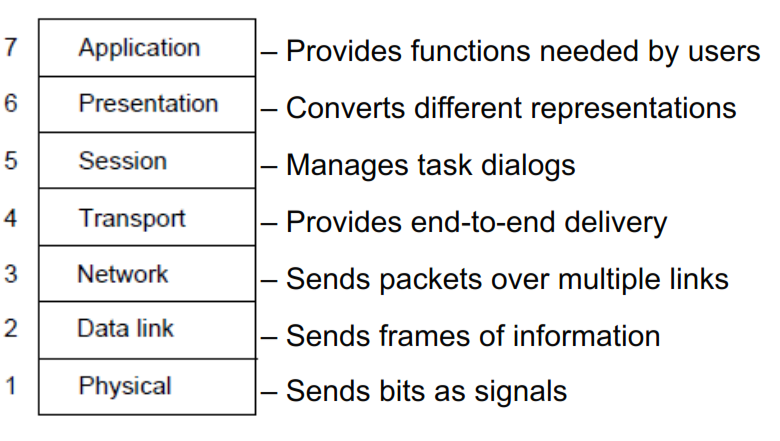 7 Application – Provides functions needed by users
6 Presentation – Converts different representations
5 Session – Manages task dialogs
4 Transport – Provides end-to-end delivery
3 Network – Sends packets over multiple links
2 Data link – Sends frames of information
1 Physical – Sends bits as signals